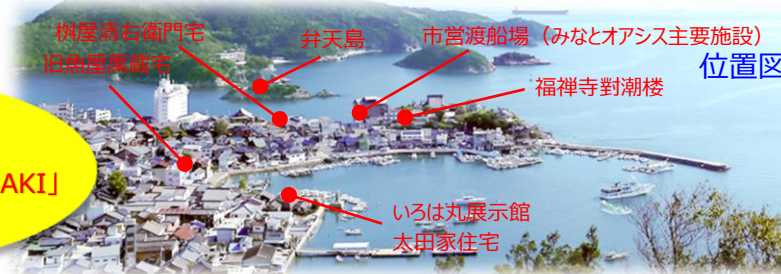 桝屋清右衛門宅
旧魚屋萬蔵宅
弁天島
市営渡船場（みなとオアシス主要施設）
位置図
福禅寺對潮楼
AKI」
いろは丸展示館
太田家住宅